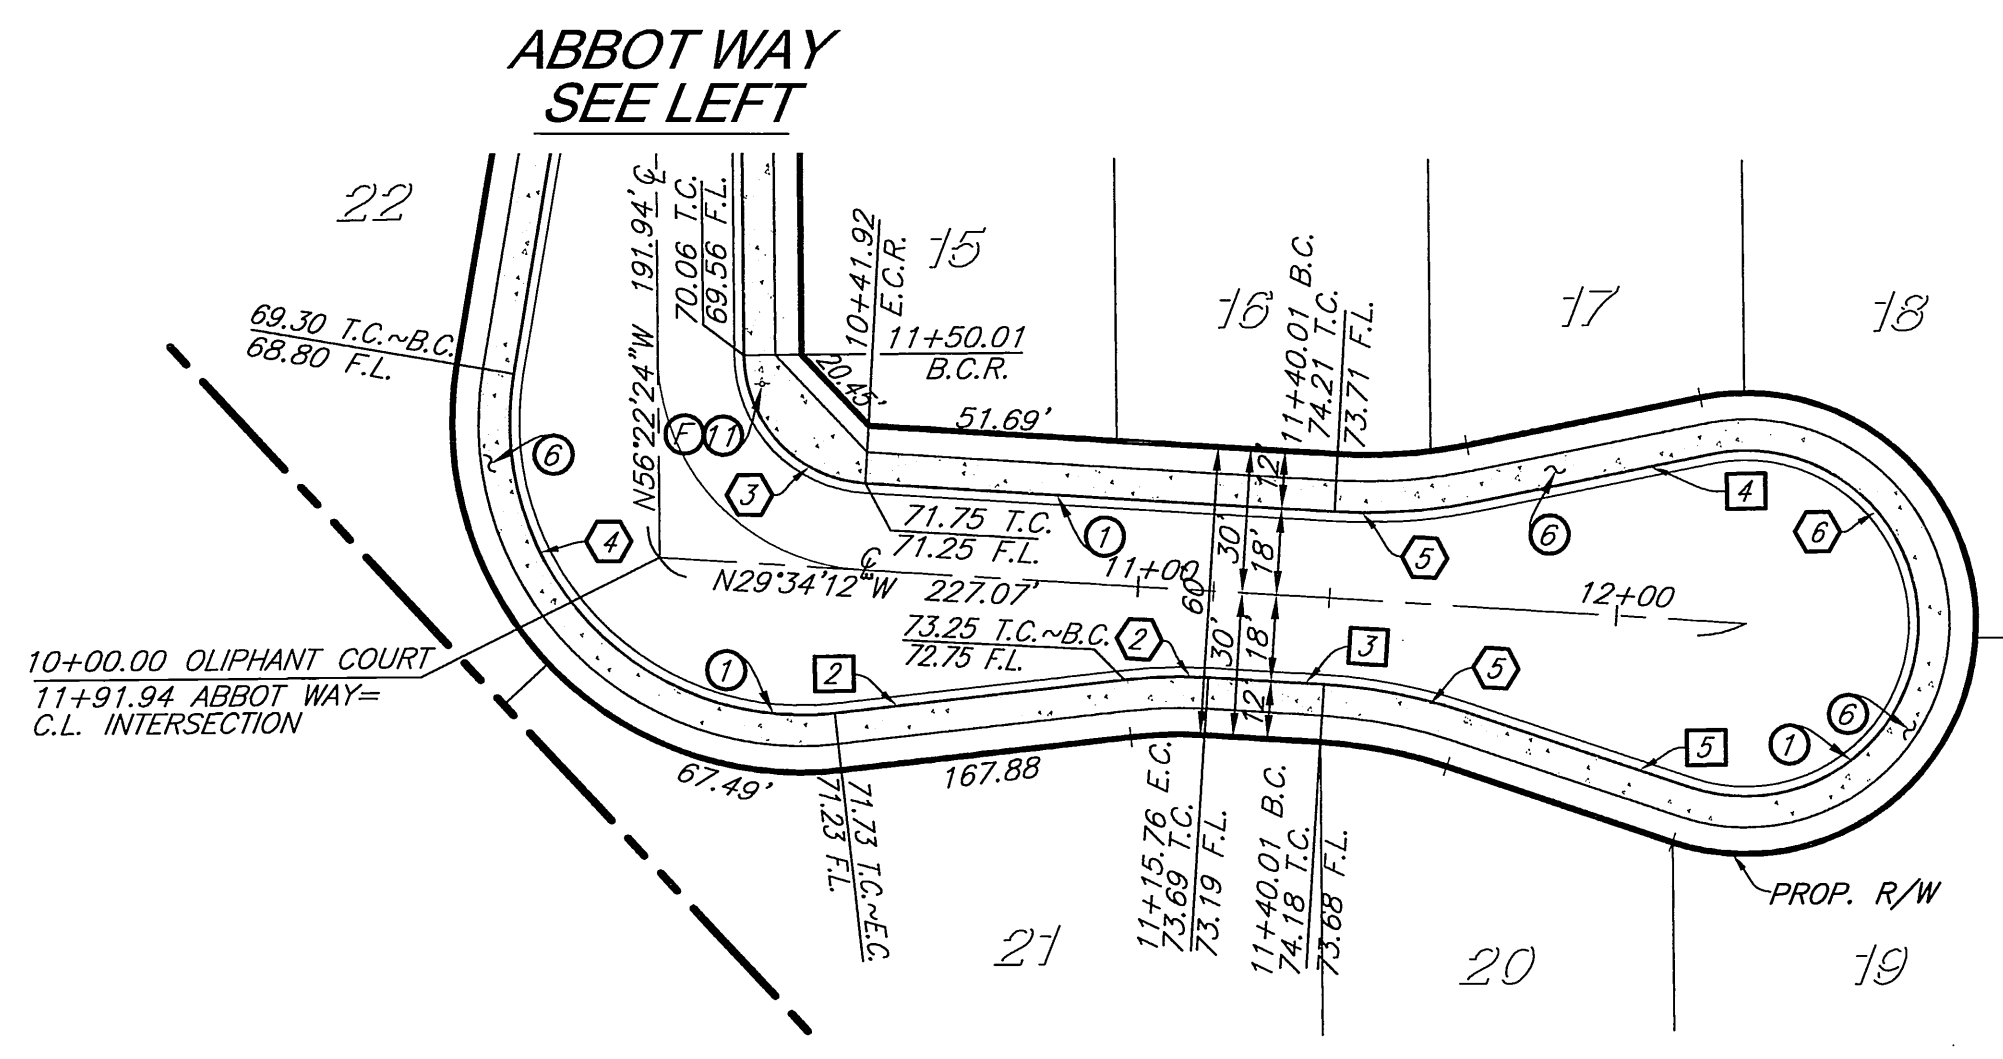 ABBOT WAY
SEE LEFT
22
15
16
17
18
N56°22'24"W 191.94' ℄
70.06 T.C.
69.56 F.L.
10+41.92
E.C.R.
11+50.01
B.C.R.
20.45'
51.69'
11+40.01 B.C.
74.21 T.C.
73.71 F.L.
69.30 T.C.~B.C.
68.80 F.L.
F
11
6
3
4
1
71.75 T.C.
71.25 F.L.
12'
30'
18'
60'
30'
18'
12'
5
6
4
6
℄
N29°34'12"W 227.07'
11+00
12+00
73.25 T.C.~B.C.
72.75 F.L.
2
3
5
1
2
10+00.00 OLIPHANT COURT
11+91.94 ABBOT WAY=
C.L. INTERSECTION
5
1
6
67.49'
167.88
71.73 T.C.~E.C.
71.23 F.L.
11+15.76 E.C.
73.69 T.C.
73.19 F.L.
11+40.01 B.C.
74.18 T.C.
73.68 F.L.
PROP. R/W
21
20
19